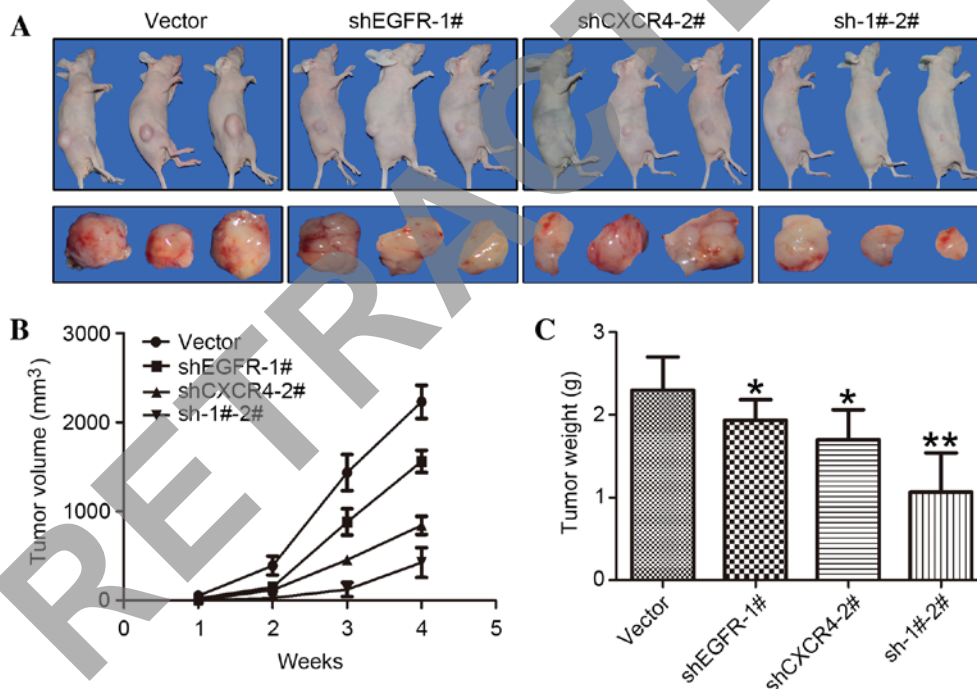 A
Vector
shEGFR-1#
shCXCR4-2#
sh-1#-2#
B
3000
2000
1000
0
Tumor volume (mm³)
Vector
shEGFR-1#
shCXCR4-2#
sh-1#-2#
0 1 2 3 4 5
Weeks
C
3
2
1
0
Tumor weight (g)
*
*
**
Vector
shEGFR-1#
shCXCR4-2#
sh-1#-2#
RETRACTE